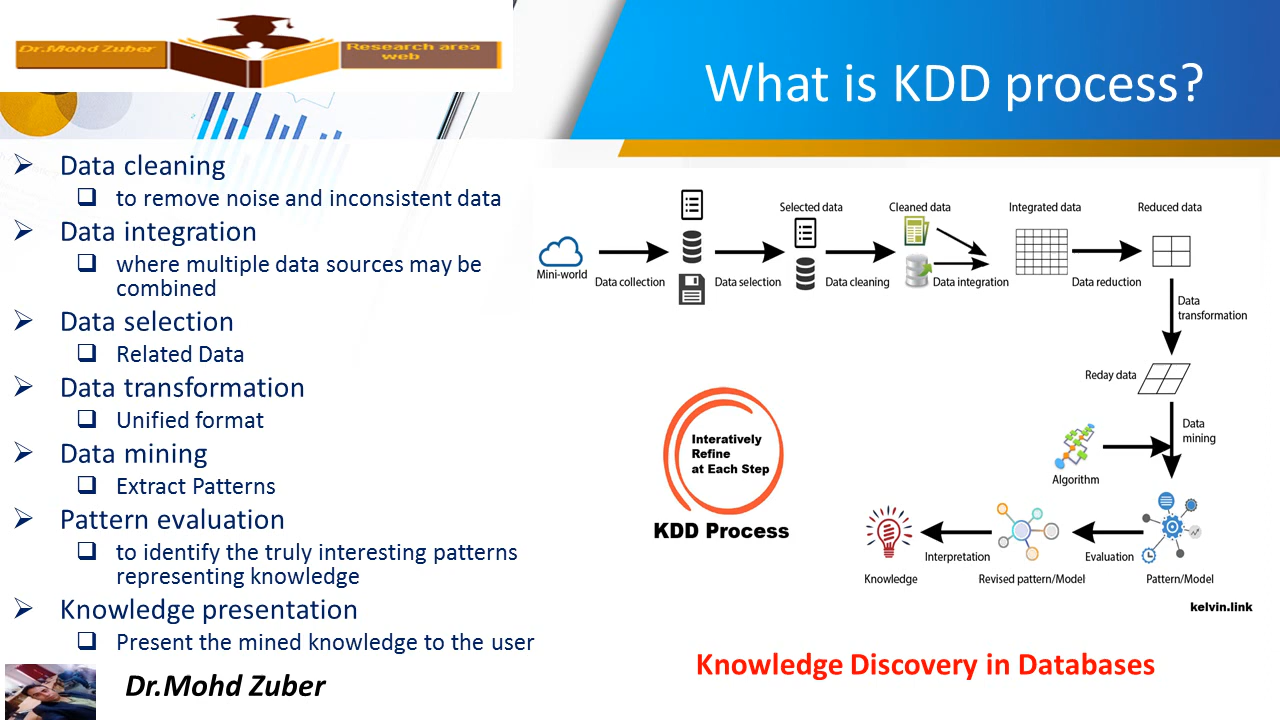 Dr.Mohd Zuber
Research area
web
What is KDD process?
Data cleaning
to remove noise and inconsistent data
Data integration
where multiple data sources may be
combined
Data selection
Related Data
Data transformation
Unified format
Data mining
Extract Patterns
Pattern evaluation
to identify the truly interesting patterns
representing knowledge
Knowledge presentation
Present the mined knowledge to the user
Dr.Mohd Zuber
Selected data
Cleaned data
Integrated data
Reduced data
Mini-world
Data collection
Data selection
Data cleaning
Data integration
Data reduction
Data
transformation
Reday data
Data
mining
Algorithm
Interatively
Refine
at Each Step
KDD Process
Interpretation
Evaluation
Knowledge
Revised pattern/Model
Pattern/Model
kelvin.link
Knowledge Discovery in Databases